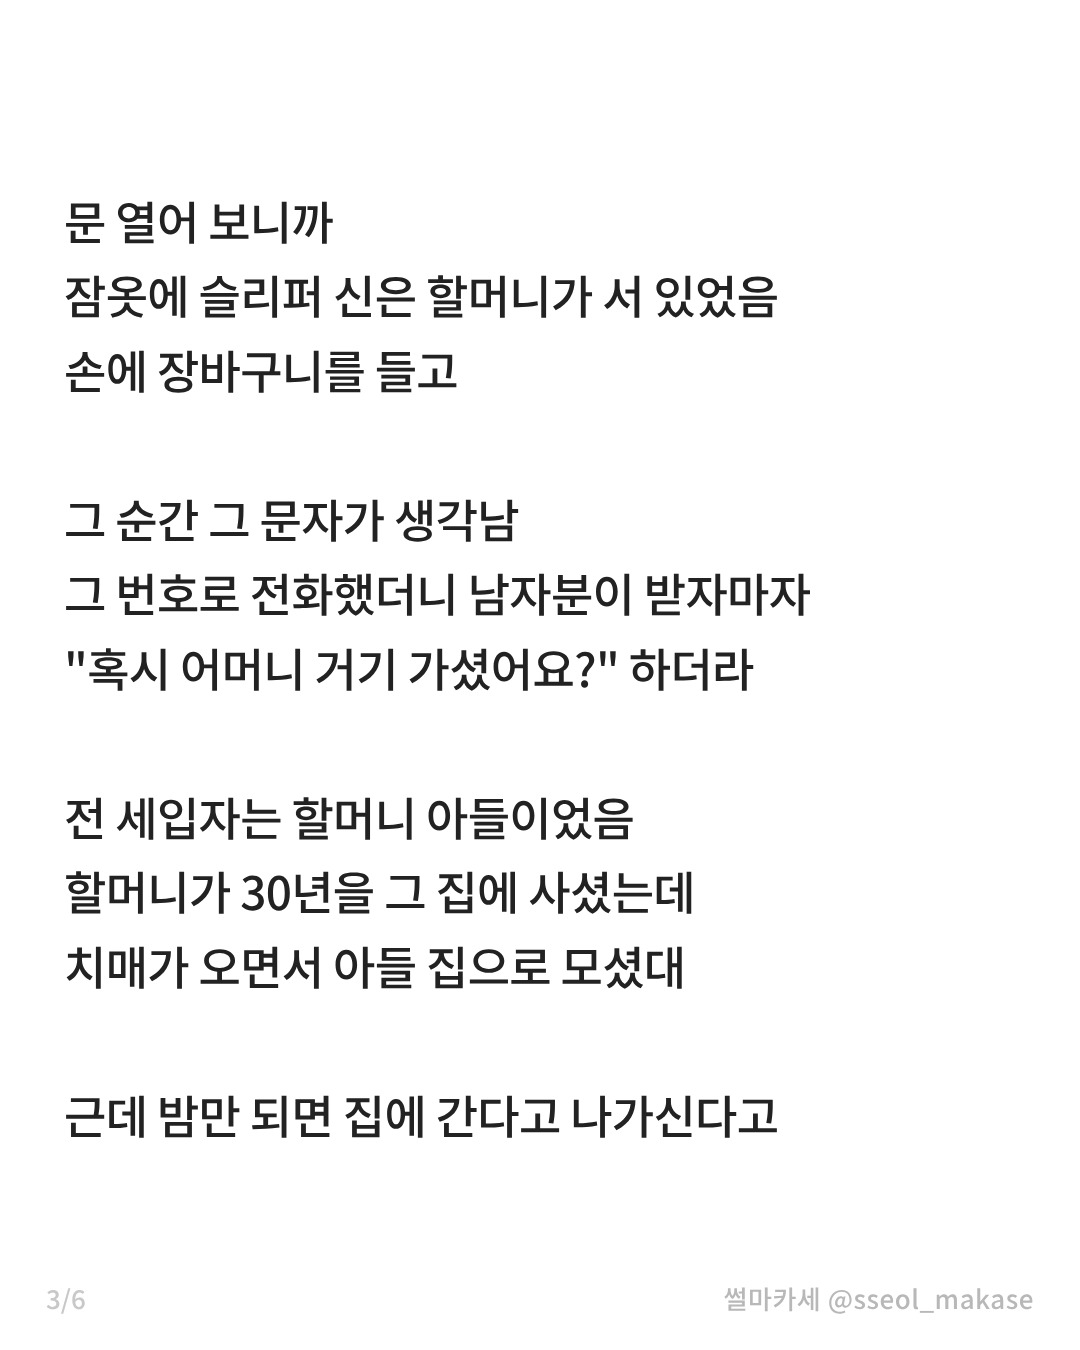 문 열어 보니까
잠옷에 슬리퍼 신은 할머니가 서 있었음
손에 장바구니를 들고
그 순간 그 문자가 생각남
그 번호로 전화했더니 남자분이 받자마자
"혹시 어머니 거기 가셨어요?" 하더라
전 세입자는 할머니 아들이었음
할머니가 30년을 그 집에 사셨는데
치매가 오면서 아들 집으로 모셨대
근데 밤만 되면 집에 간다고 나가신다고
3/6
썰마카세 @sseol_makase